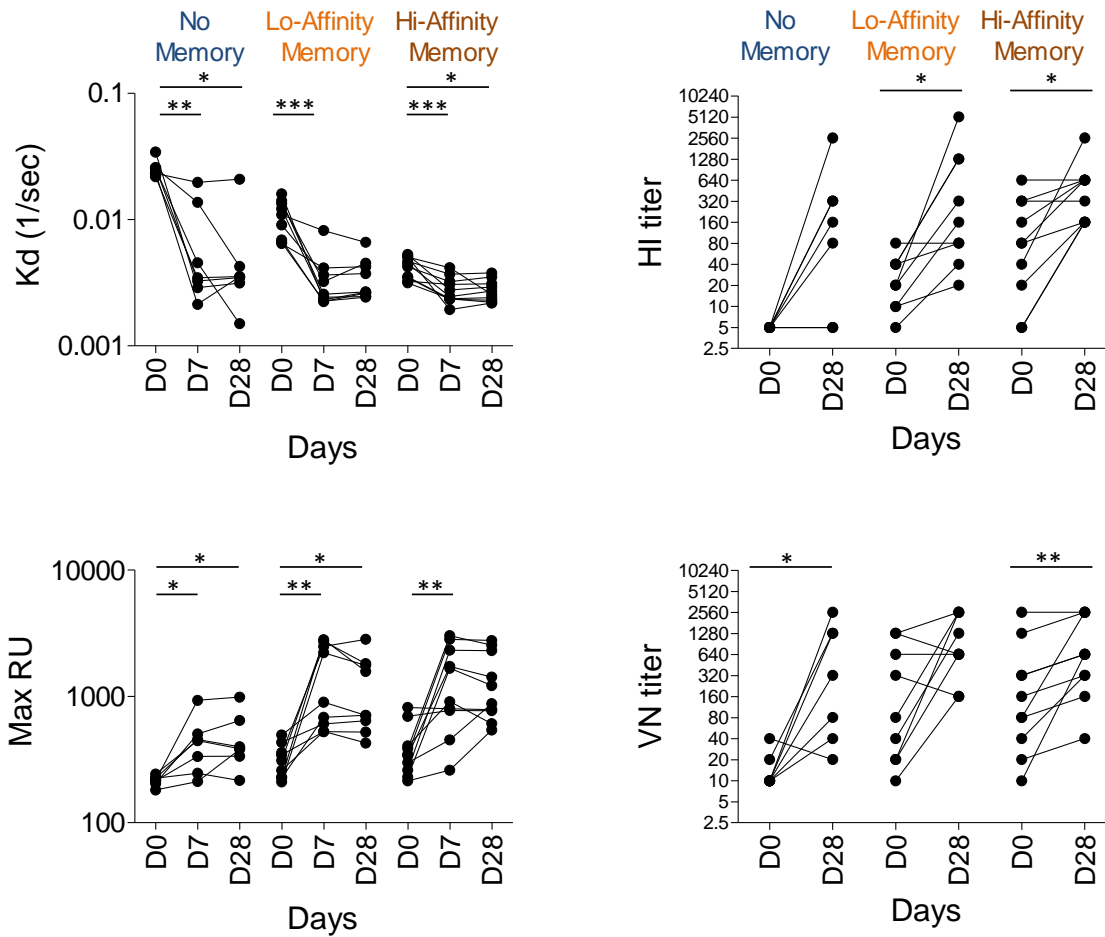 No Memory
Lo-Affinity Memory
Hi-Affinity Memory
* *
** *** ***
0.1
0.01
0.001
Kd (1/sec)
D0 D7 D28 D0 D7 D28 D0 D7 D28
Days
No Memory
Lo-Affinity Memory
Hi-Affinity Memory
* *
10240
5120
2560
1280
640
320
160
80
40
20
10
5
2.5
HI titer
D0 D28 D0 D28 D0 D28
Days
* *
* ** **
10000
1000
100
Max RU
D0 D7 D28 D0 D7 D28 D0 D7 D28
Days
* **
10240
5120
2560
1280
640
320
160
80
40
20
10
5
2.5
VN titer
D0 D28 D0 D28 D0 D28
Days